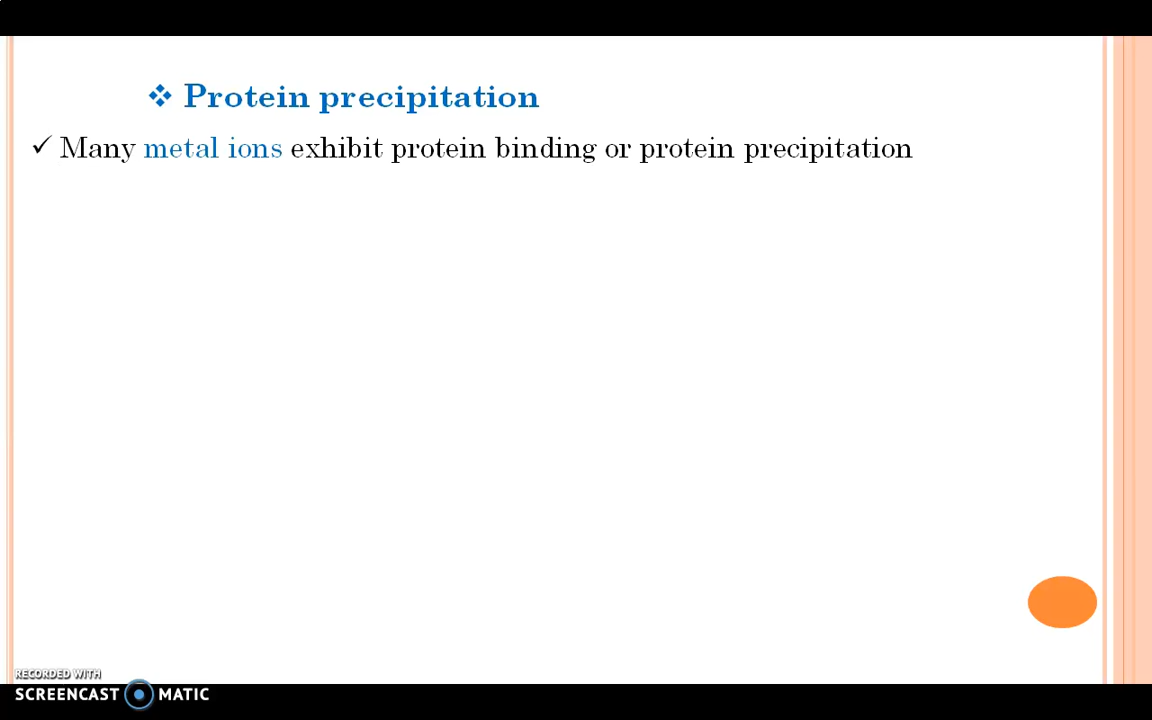 ❖ Protein precipitation
✓ Many metal ions exhibit protein binding or protein precipitation
RECORDED WITH
SCREENCAST MATIC